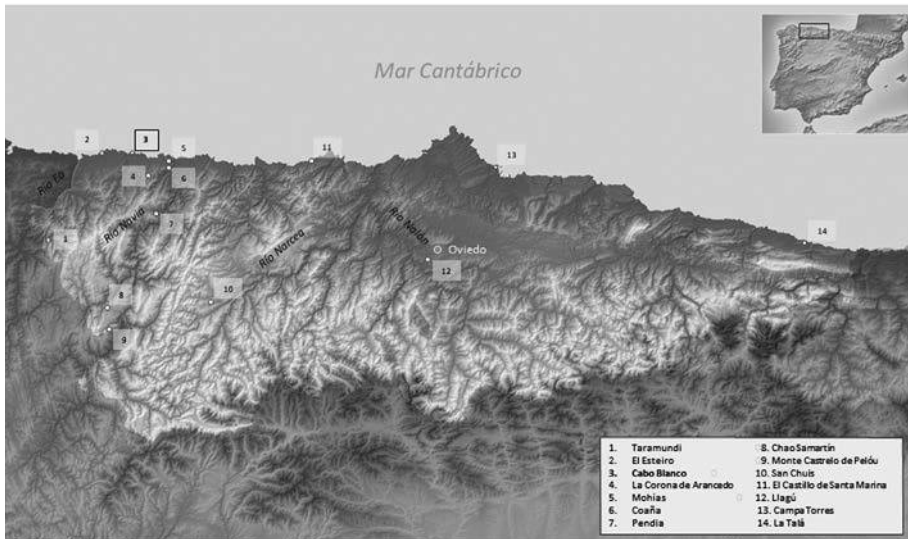 Mar Cantábrico
2
3
5
11
13
4
6
Río Eo
Río Navia
7
Río Narcea
Río Nalón
1
Oviedo
14
12
8
10
9
1. Taramundi
2. El Esteiro
3. Cabo Blanco
4. La Corona de Arancedo
5. Mohías
6. Coaña
7. Pendia
8. Chao Samartín
9. Monte Castrelo de Pelóu
10. San Chuis
11. El Castillo de Santa Marina
12. Llagú
13. Campa Torres
14. La Talá